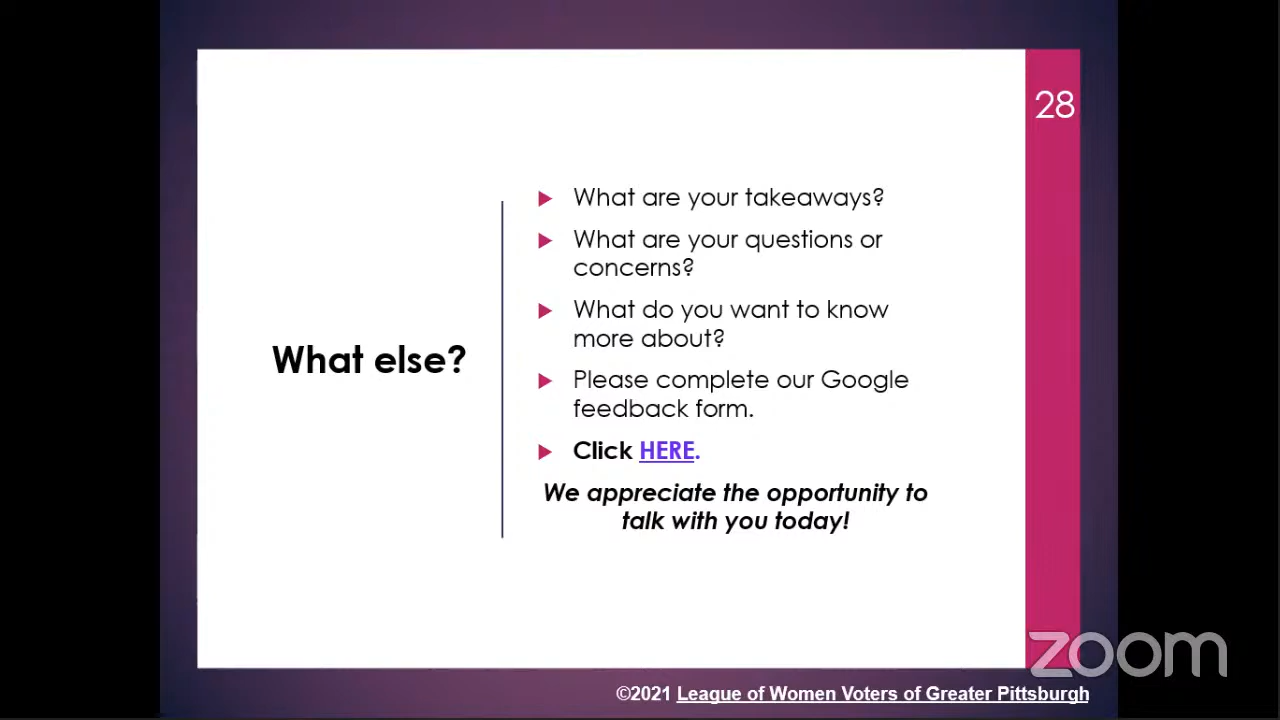 28
What else?
What are your takeaways?
What are your questions or
concerns?
What do you want to know
more about?
Please complete our Google
feedback form.
Click HERE.
We appreciate the opportunity to
talk with you today!
zoom
©2021 League of Women Voters of Greater Pittsburgh